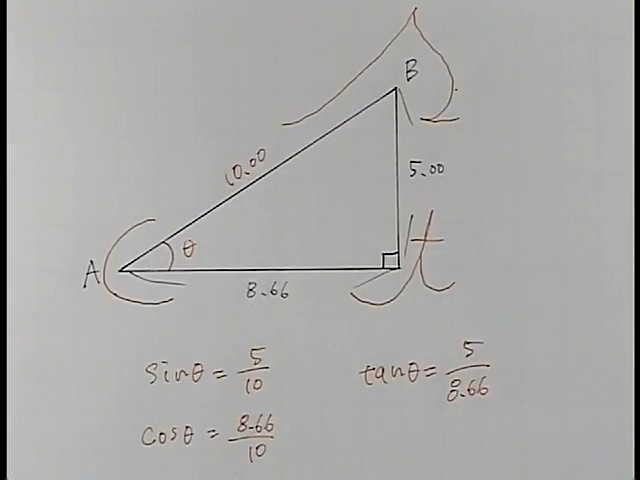 B
10.00
5.00
θ
A
t
8.66
sinθ = 5/10
tanθ = 5/8.66
cosθ = 8.66/10